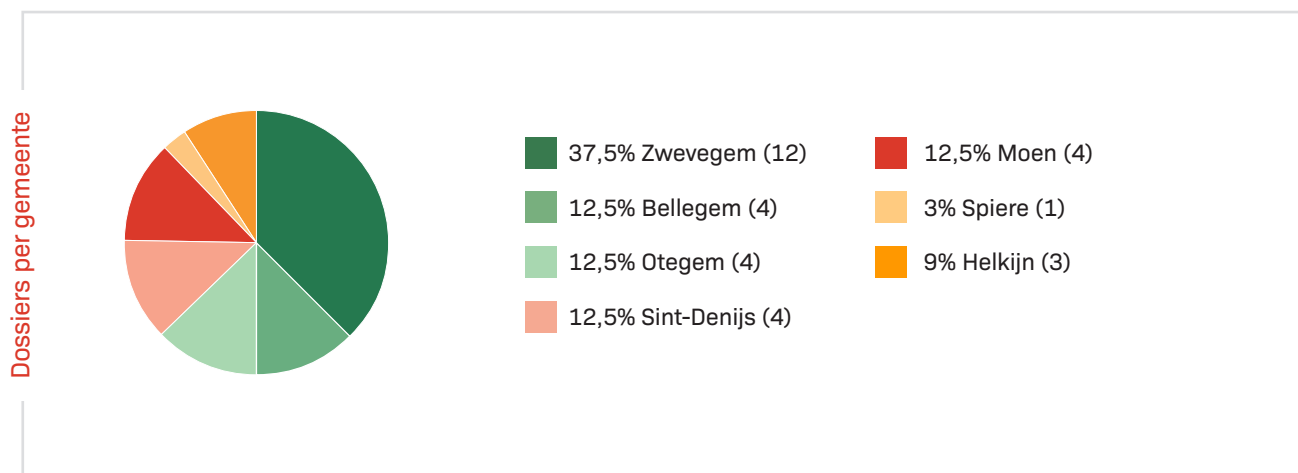 Dossiers per gemeente
37,5% Zwevegem (12)
12,5% Bellegem (4)
12,5% Otegem (4)
12,5% Sint-Denijs (4)
12,5% Moen (4)
3% Spiere (1)
9% Helkijn (3)